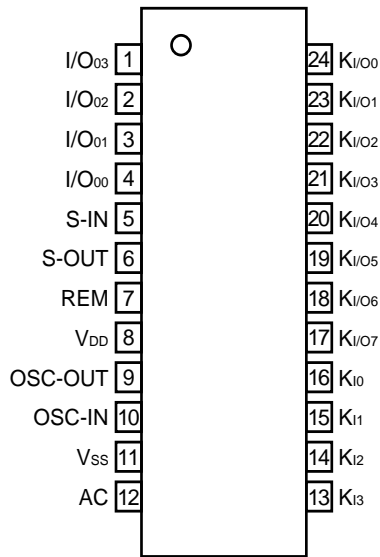 I/O03 1 24 KI/O0
I/O02 2 23 KI/O1
I/O01 3 22 KI/O2
I/O00 4 21 KI/O3
S-IN 5 20 KI/O4
S-OUT 6 19 KI/O5
REM 7 18 KI/O6
VDD 8 17 KI/O7
OSC-OUT 9 16 KI0
OSC-IN 10 15 KI1
VSS 11 14 KI2
AC 12 13 KI3